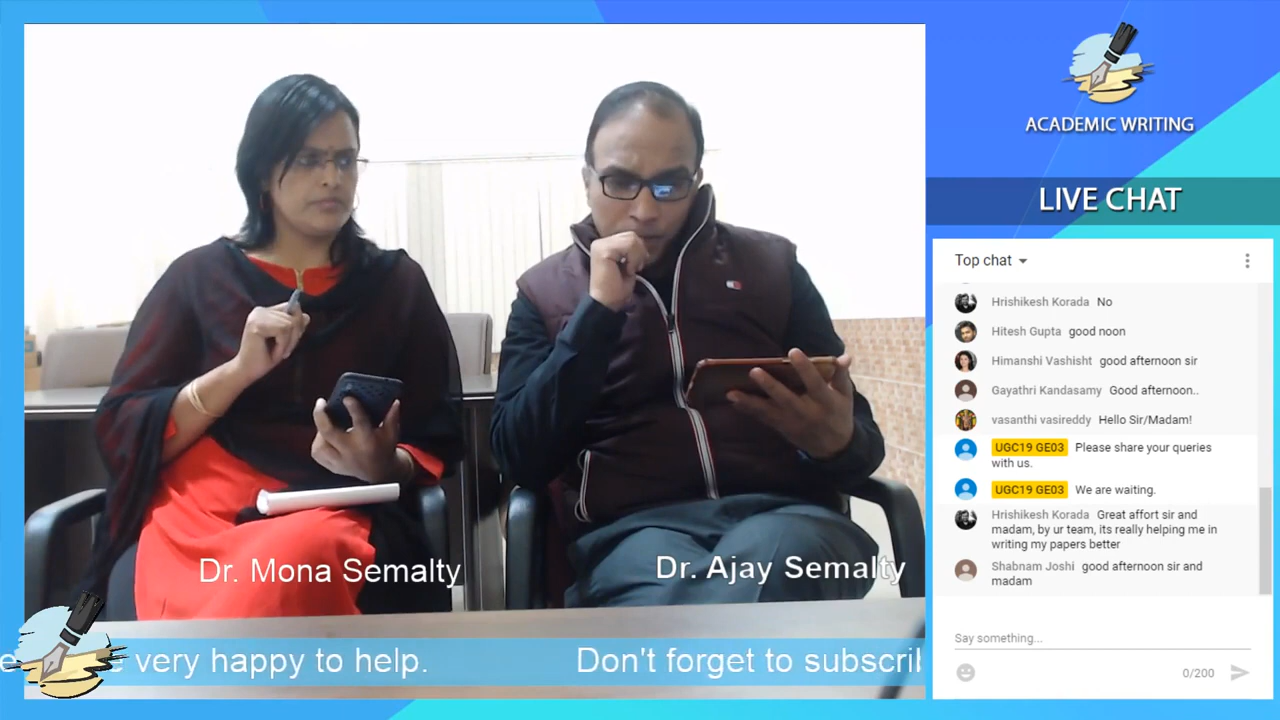 Dr. Mona Semalty
Dr. Ajay Semalty
very happy to help.
Don't forget to
ACADEMIC WRITING
LIVE CHAT
Top chat
Hrishikesh Korada No
Hitesh Gupta good noon
Himanshi Vashisht good afternoon sir
Gayathri Kandasamy Good afternoon..
vasanthi vasireddy Hello Sir/Madam!
UGC19 GE03 Please share your queries
with us.
UGC19 GE03 We are waiting.
Hrishikesh Korada Great affort sir and
madam, by ur team, its really helping me in
writing my papers better
Shabnam Joshi good afternoon sir and
madam
Say something...
0/200